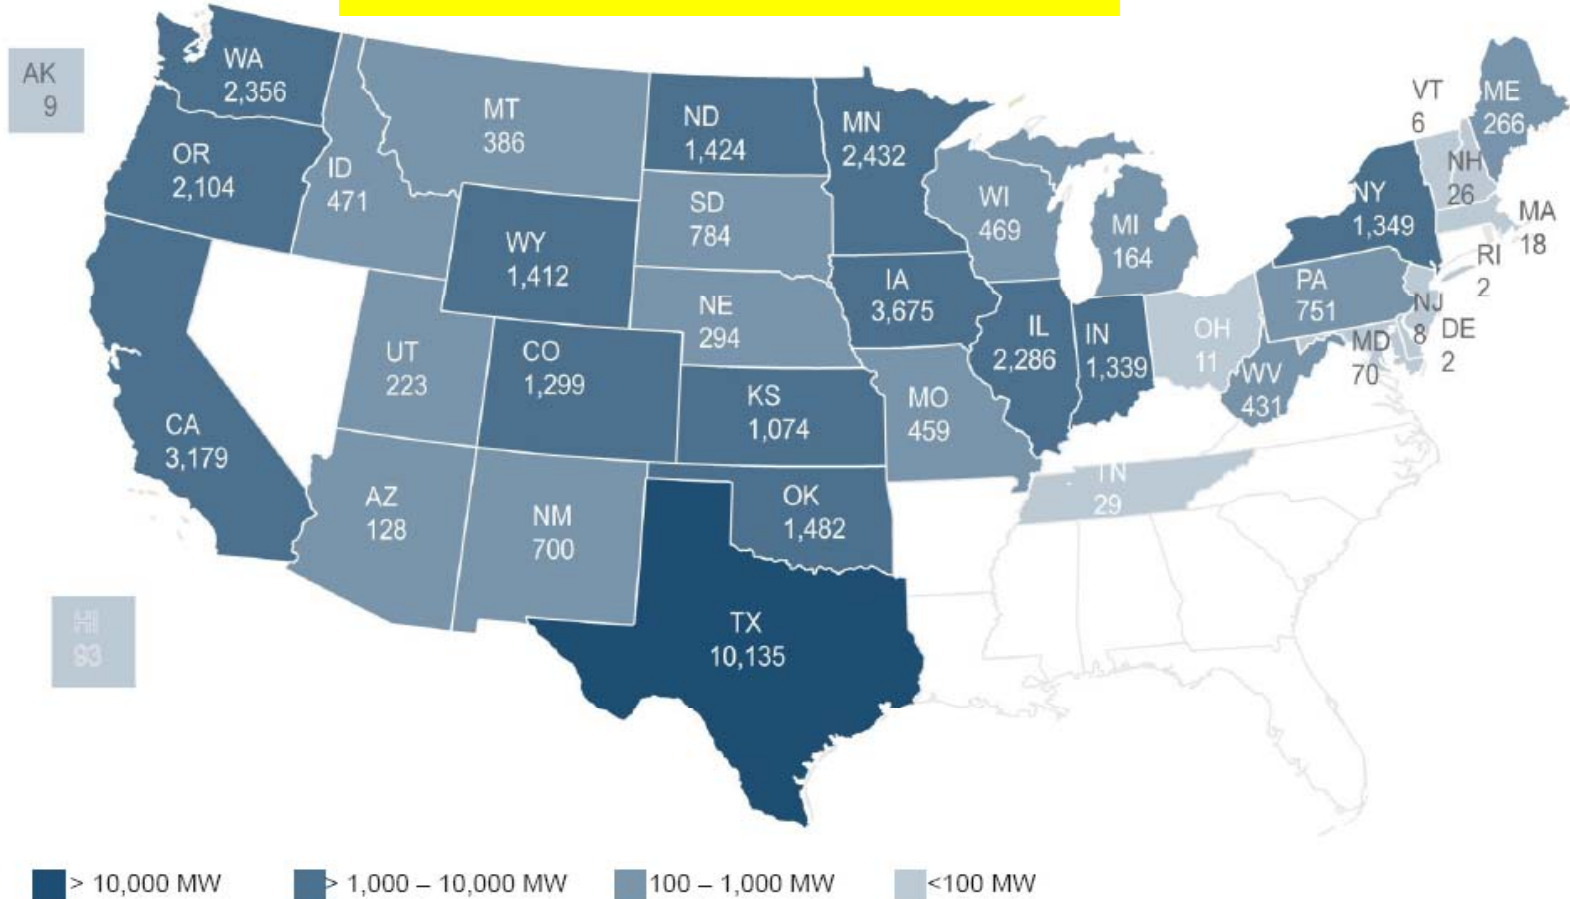 AK
9
WA
2,356
OR
2,104
ID
471
MT
386
ND
1,424
MN
2,432
SD
784
WI
469
MI
164
VT
6
ME
266
NH
26
NY
1,349
MA
18
RI
2
WY
1,412
IA
3,675
NE
294
PA
751
NJ
8
DE
2
MD
70
UT
223
CO
1,299
IL
2,286
IN
1,339
OH
11
WV
431
CA
3,179
KS
1,074
MO
459
AZ
128
NM
700
OK
1,482
TN
29
HI
93
TX
10,135
> 10,000 MW
> 1,000 – 10,000 MW
100 – 1,000 MW
<100 MW